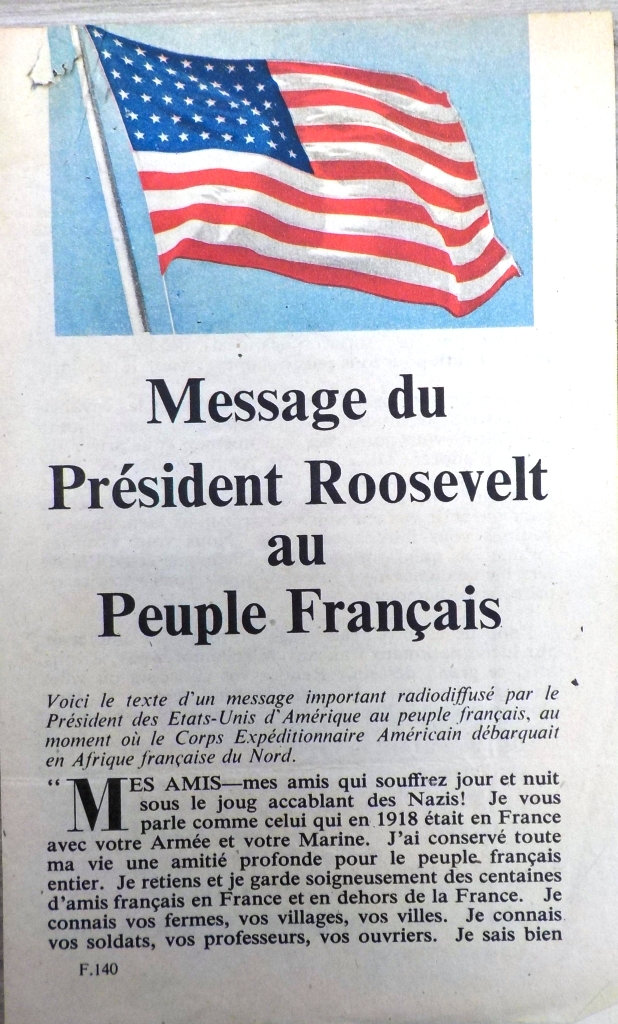 Message du
Président Roosevelt
au
Peuple Français
Voici le texte d'un message important radiodiffusé par le
Président des Etats-Unis d'Amérique au peuple français, au
moment où le Corps Expéditionnaire Américain débarquait
en Afrique française du Nord.
“ MES AMIS—mes amis qui souffrez jour et nuit
sous le joug accablant des Nazis! Je vous
parle comme celui qui en 1918 était en France
avec votre Armée et votre Marine. J'ai conservé toute
ma vie une amitié profonde pour le peuple français
entier. Je retiens et je garde soigneusement des centaines
d'amis français en France et en dehors de la France. Je
connais vos fermes, vos villages, vos villes. Je connais
vos soldats, vos professeurs, vos ouvriers. Je sais bien
F.140